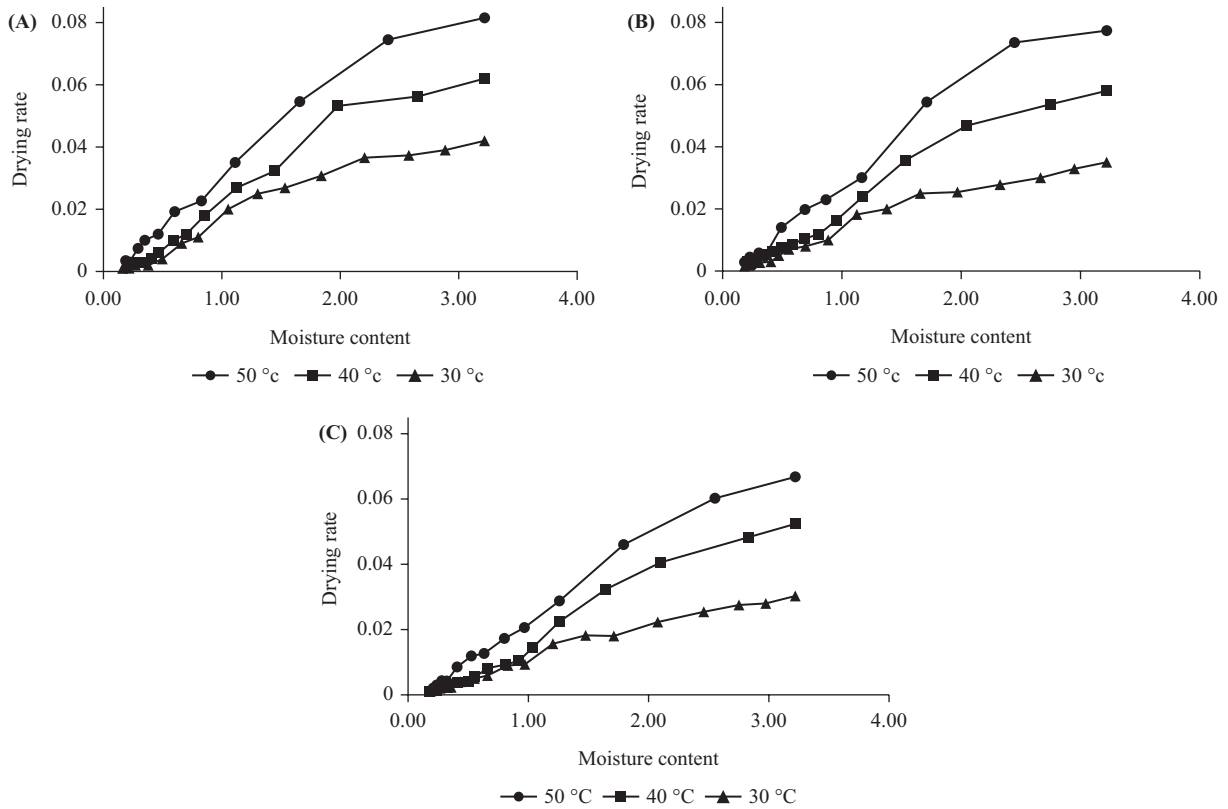 (A)
0.08
0.06
0.04
0.02
0
Drying rate
0.00 1.00 2.00 3.00 4.00
Moisture content
50 °c 40 °c 30 °c
(B)
0.08
0.06
0.04
0.02
0
Drying rate
0.00 1.00 2.00 3.00 4.00
Moisture content
50 °c 40 °c 30 °c
(C)
0.08
0.06
0.04
0.02
0
Drying rate
0.00 1.00 2.00 3.00 4.00
Moisture content
50 °C 40 °C 30 °C